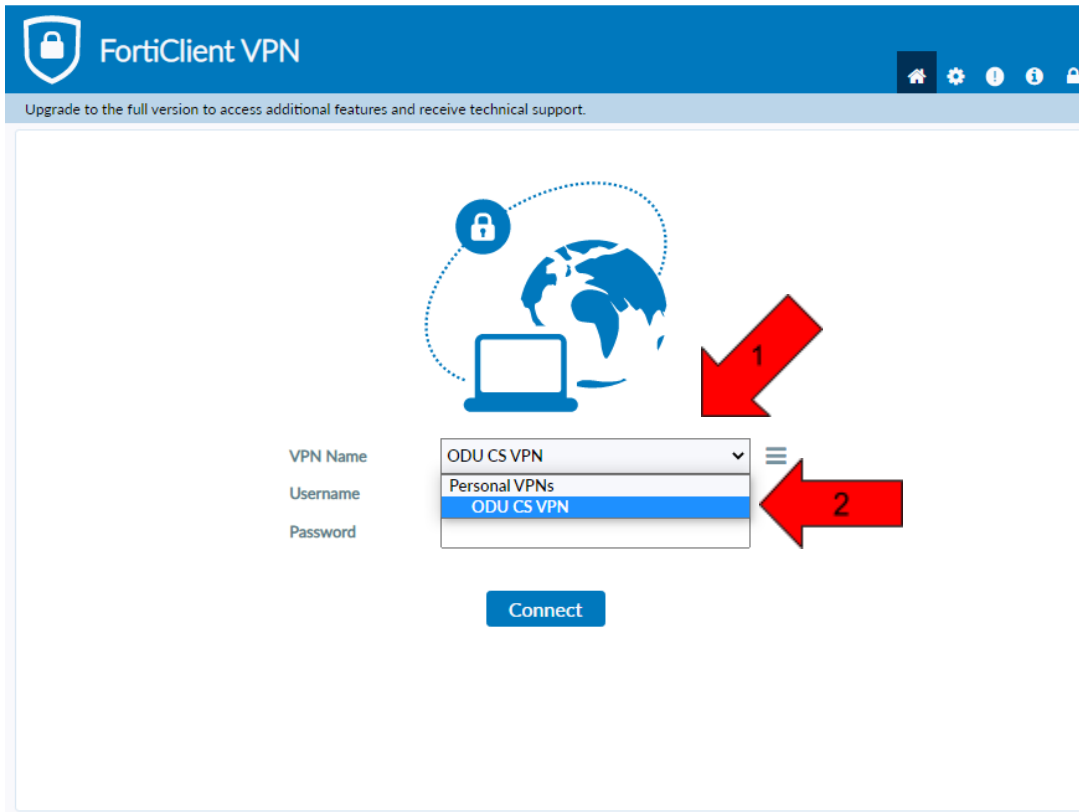 FortiClient VPN
Upgrade to the full version to access additional features and receive technical support.
1
VPN Name
ODU CS VPN
Personal VPNs
Username
ODU CS VPN
2
Password
Connect